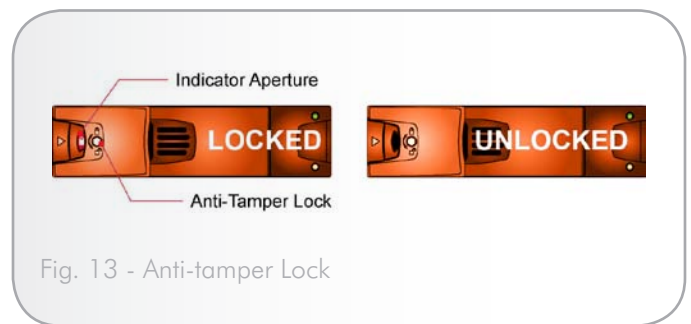 Indicator Aperture
LOCKED
UNLOCKED
Anti-Tamper Lock
Fig. 13 - Anti-tamper Lock